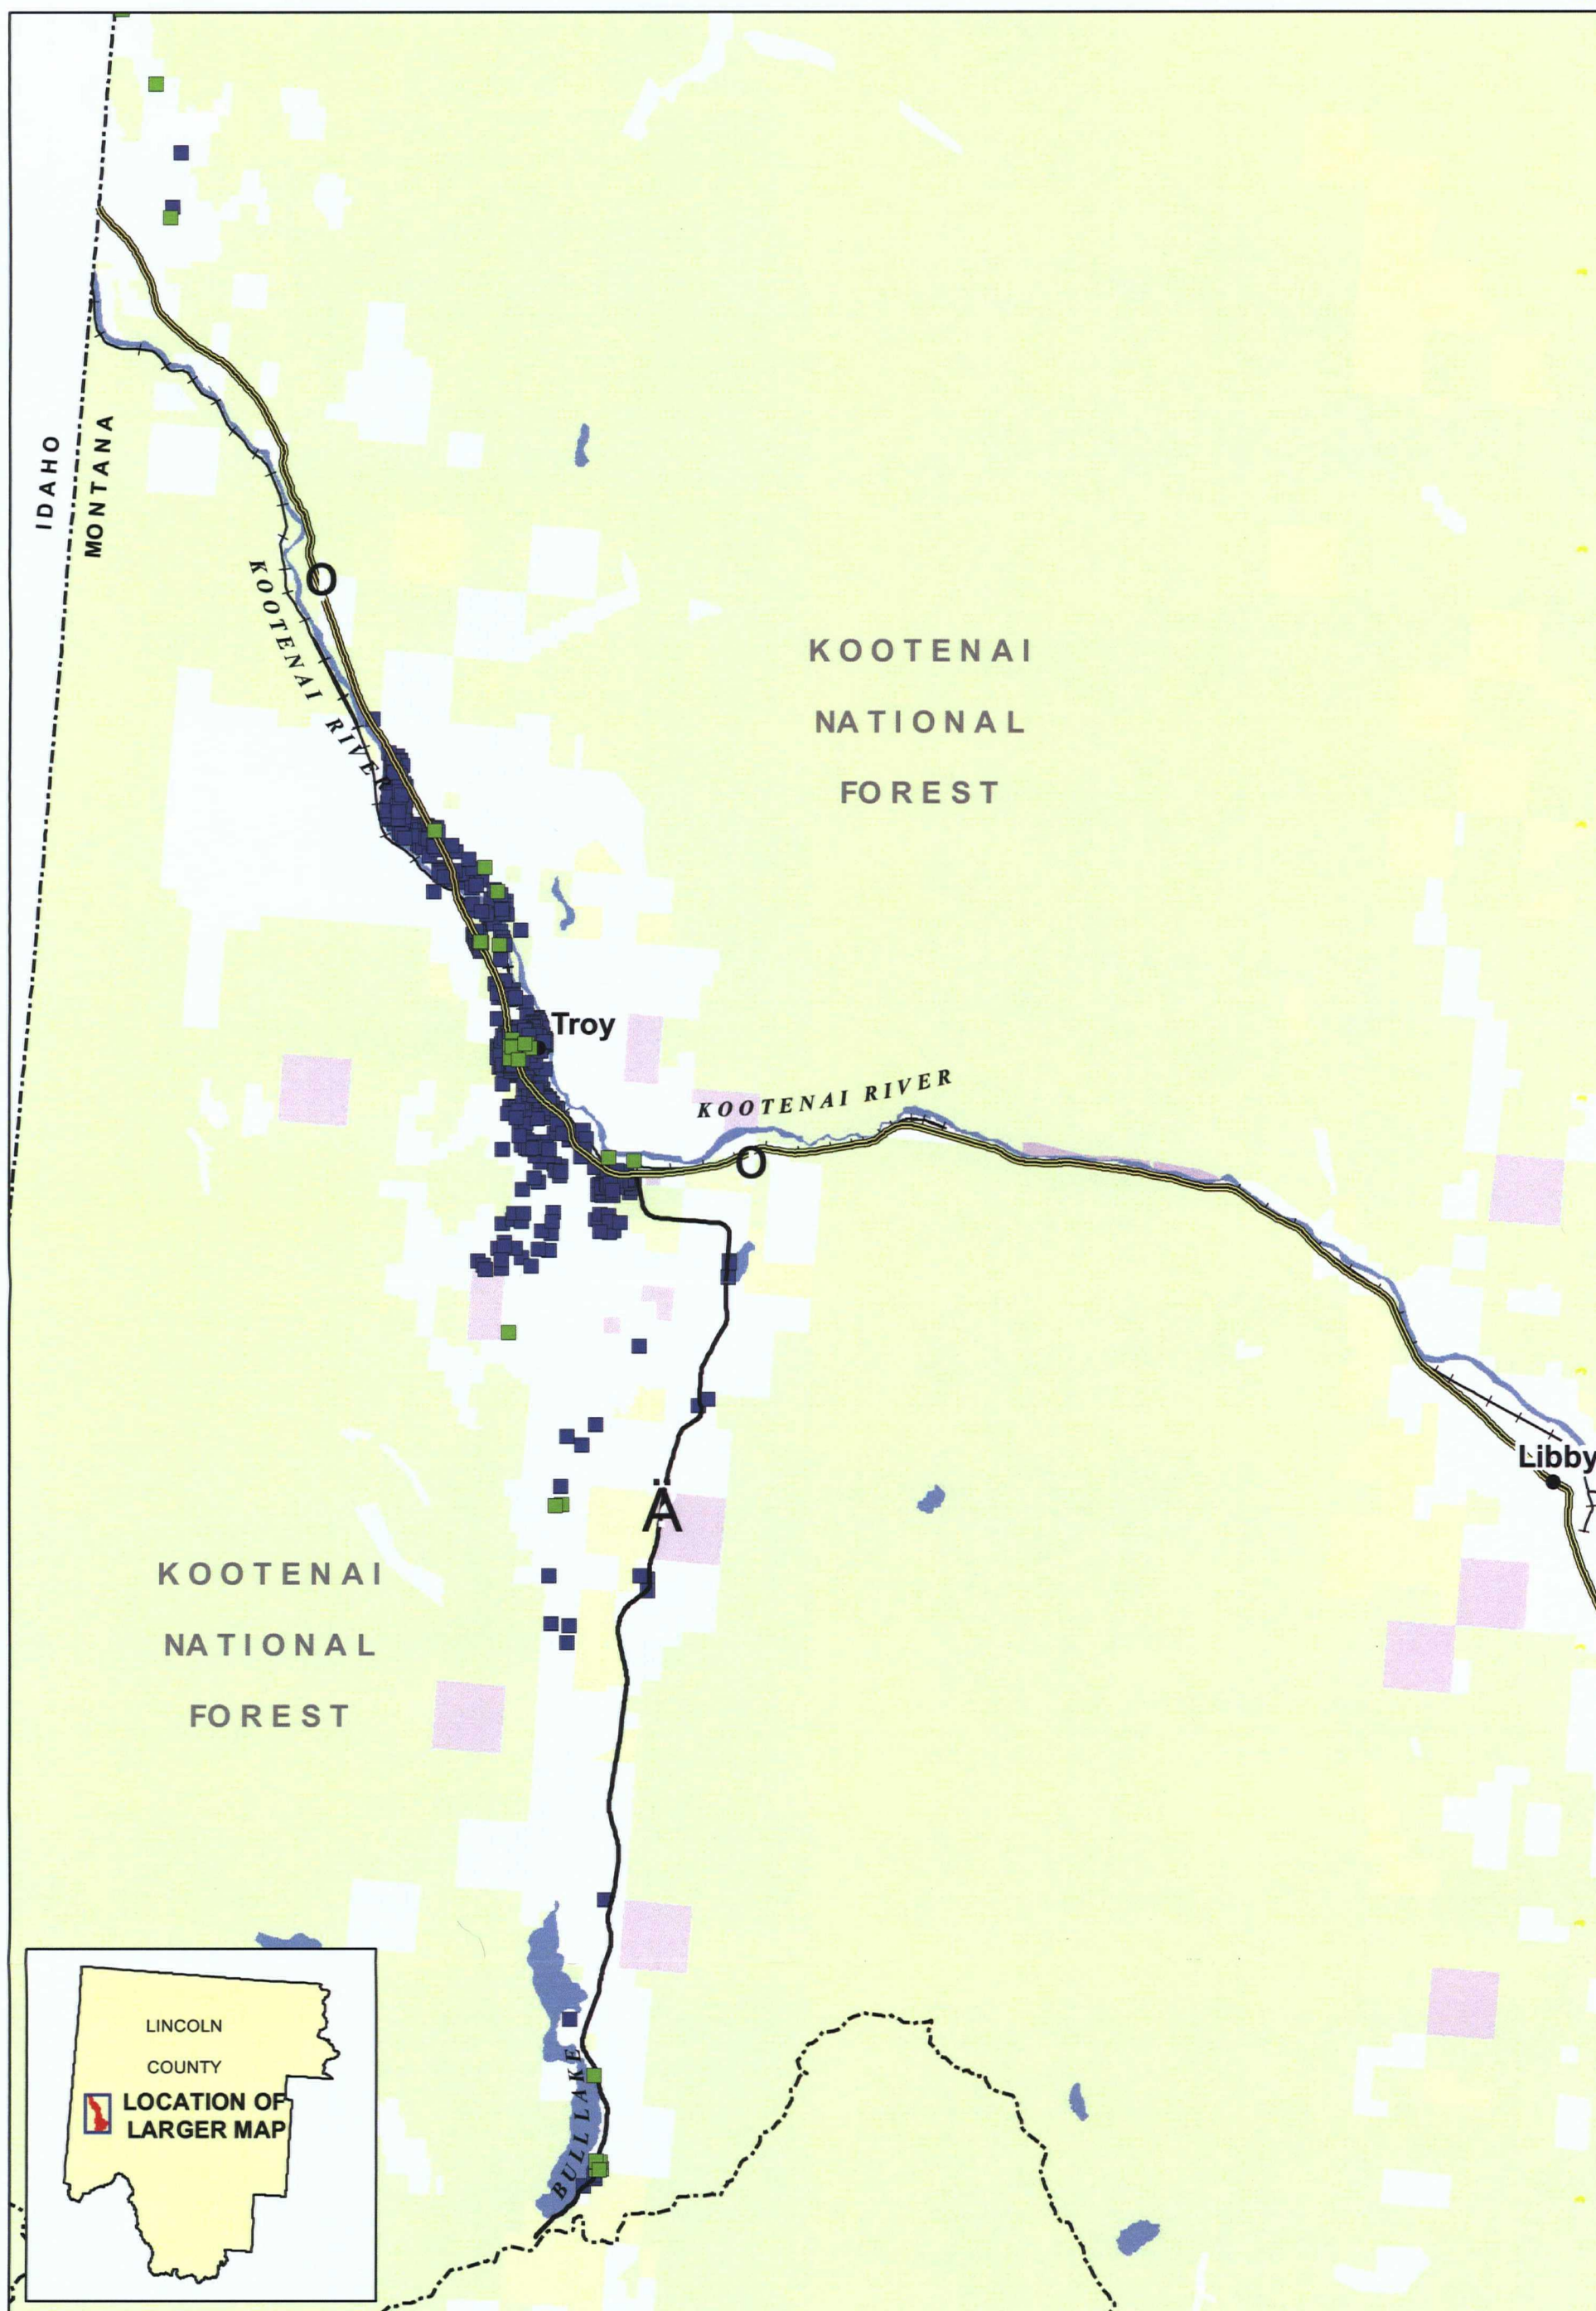 IDAHO
MONTANA
O
KOOTENAI RIVER
KOOTENAI
NATIONAL
FOREST
Troy
KOOTENAI RIVER
O
Libby
Ä
KOOTENAI
NATIONAL
FOREST
BULL LAKE
LINCOLN
COUNTY
LOCATION OF
LARGER MAP